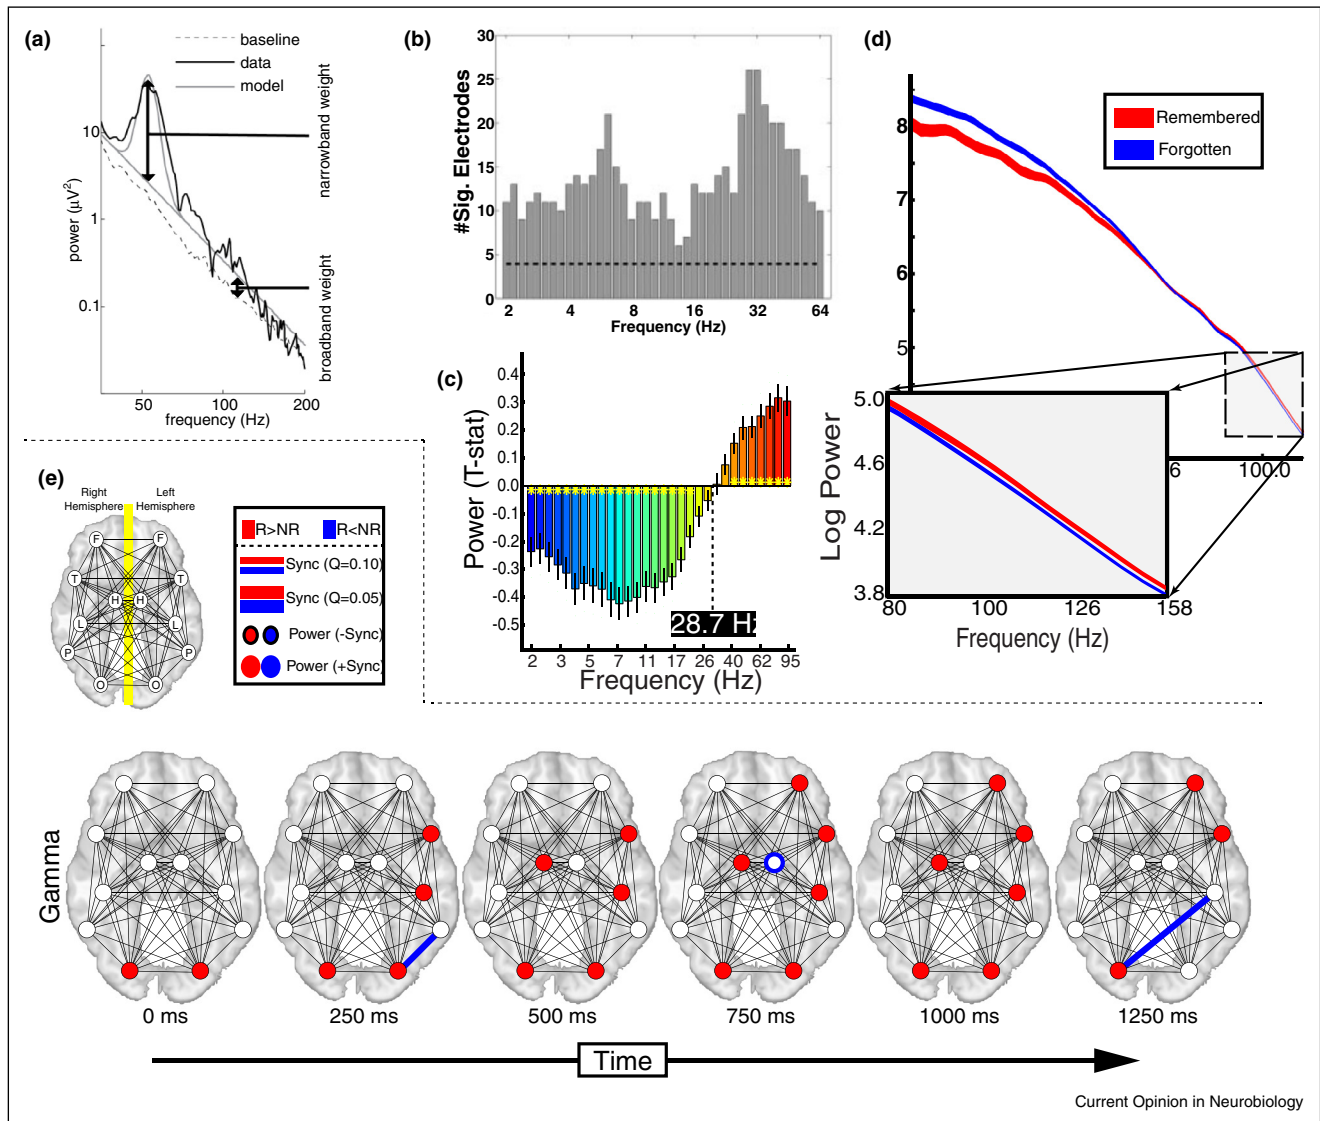 (a)
baseline
data
model
power (µV²)
10
1
0.1
50
100
200
frequency (Hz)
narrowband weight
broadband weight
(b)
#Sig. Electrodes
30
25
20
15
10
5
0
2
4
8
16
32
64
Frequency (Hz)
(c)
Power (T-stat)
0.4
0.3
0.2
0.1
0.0
-0.1
-0.2
-0.3
-0.4
-0.5
28.7 Hz
2
3
5
7
11
17
26
40
62
95
Frequency (Hz)
(d)
Remembered
Forgotten
8
7
6
5
6
100.0
Log Power
5.0
4.6
4.2
3.8
80
100
126
158
Frequency (Hz)
(e)
Right Hemisphere
Left Hemisphere
F F
T T
H H
L L
P P
O O
R>NR
R<NR
Sync (Q=0.10)
Sync (Q=0.05)
Power (-Sync)
Power (+Sync)
Gamma
0 ms
250 ms
500 ms
750 ms
1000 ms
1250 ms
Time
Current Opinion in Neurobiology